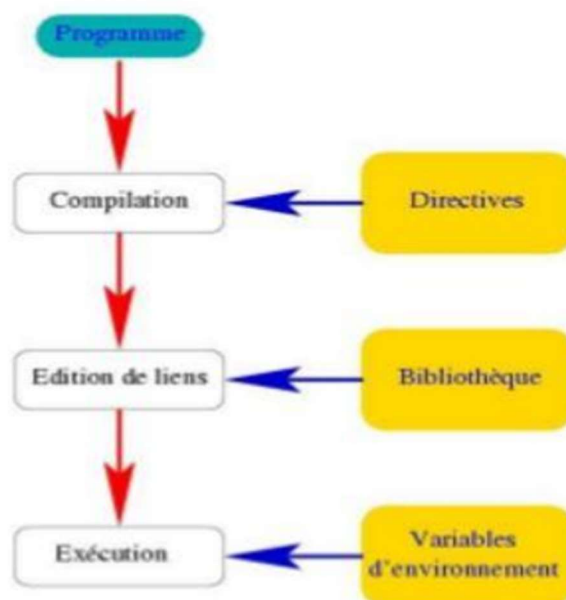 Programme
Compilation
Directives
Edition de liens
Bibliothèque
Exécution
Variables
d'environnement